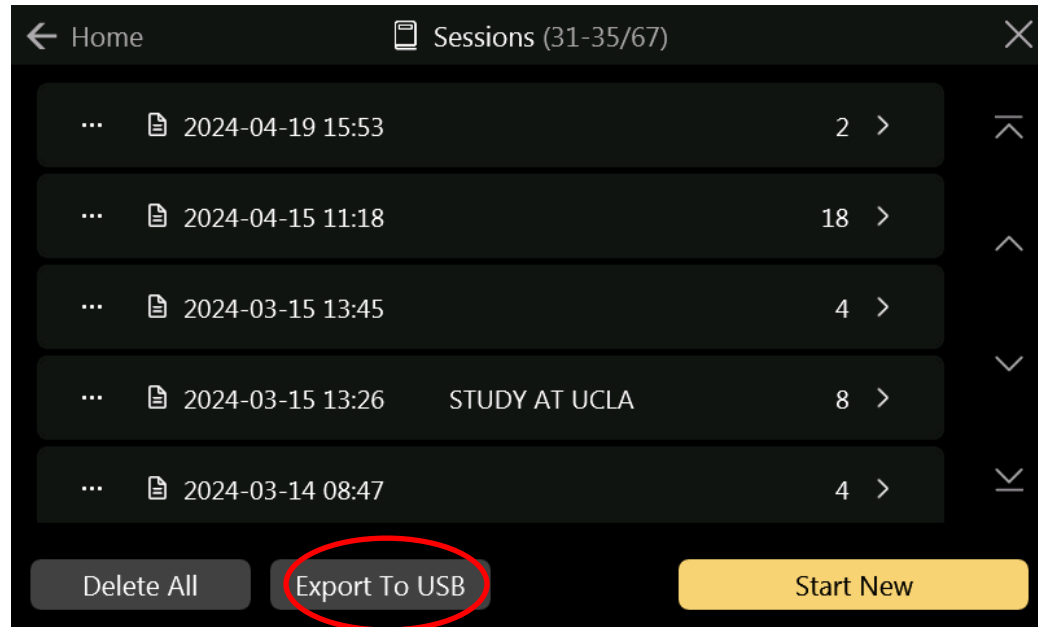 Home Sessions (31-35/67)
2024-04-19 15:53 2
2024-04-15 11:18 18
2024-03-15 13:45 4
2024-03-15 13:26 STUDY AT UCLA 8
2024-03-14 08:47 4
Delete All Export To USB Start New